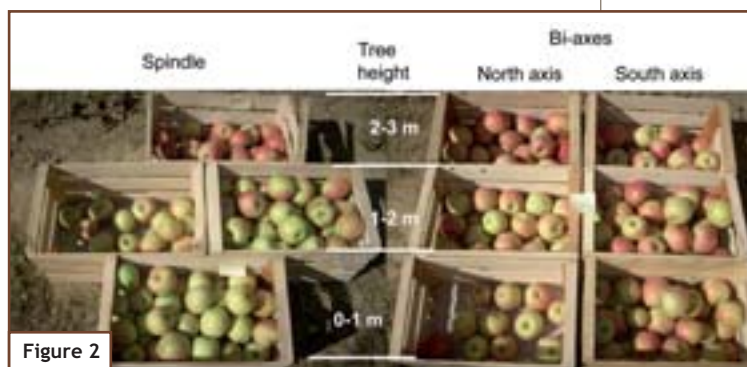 Bi-axes
Spindle
Tree height
North axis
South axis
2-3 m
1-2 m
0-1 m
Figure 2